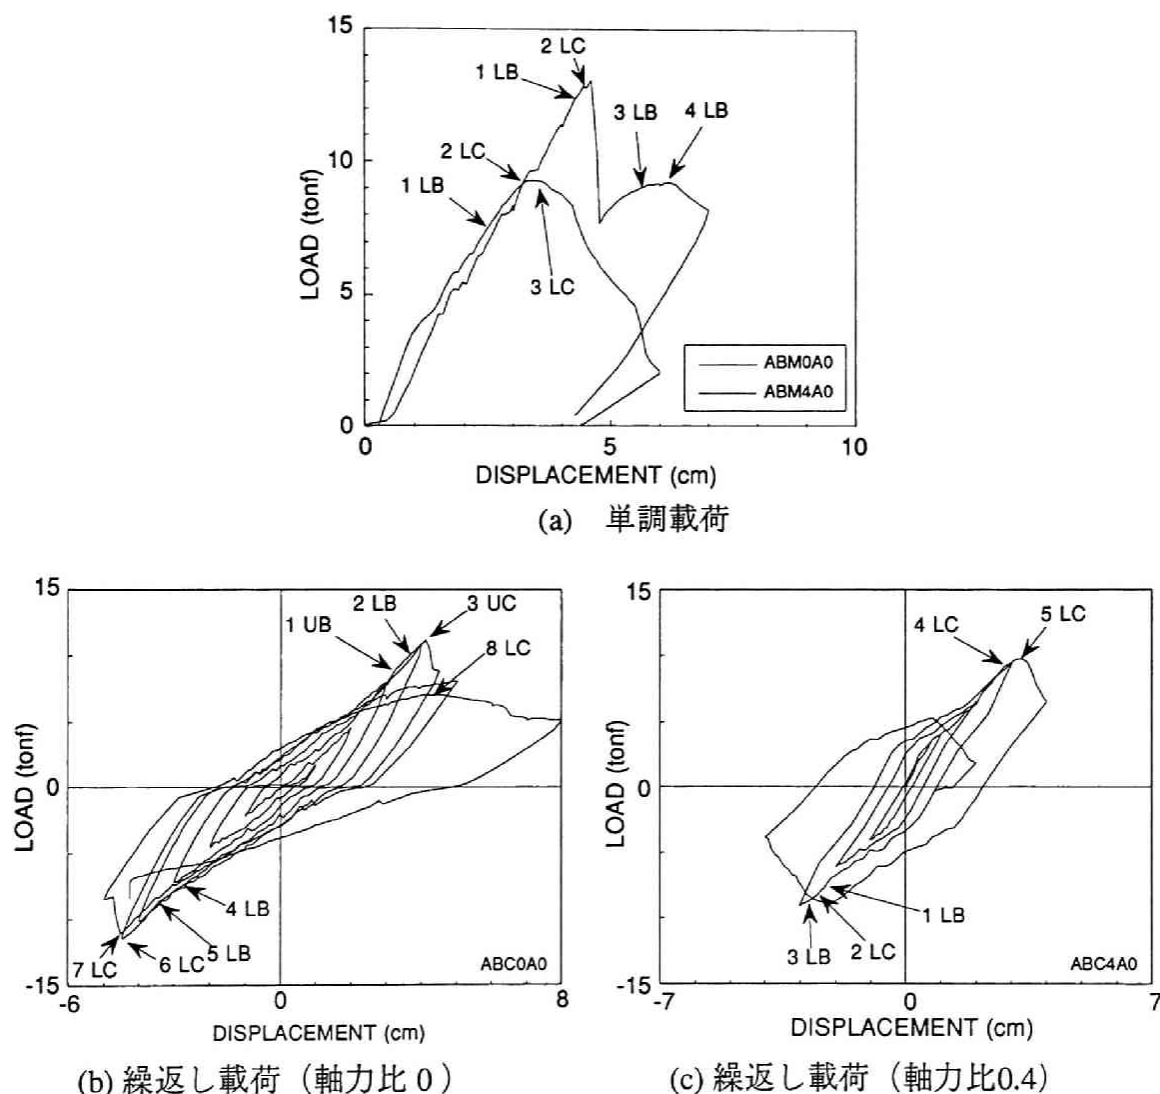 15
2 LC
1 LB
3 LB
4 LB
10
2 LC
1 LB
LOAD (tonf)
5
3 LC
ABM0A0
ABM4A0
0
0
5
10
DISPLACEMENT (cm)
(a) 単調載荷
15
2 LB
3 UC
1 UB
8 LC
LOAD (tonf)
0
4 LB
5 LB
7 LC
6 LC
ABC0A0
-15
-6
0
8
DISPLACEMENT (cm)
(b) 繰返し載荷（軸力比 0 ）
15
4 LC
5 LC
LOAD (tonf)
0
1 LB
3 LB
2 LC
ABC4A0
-15
-7
0
7
DISPLACEMENT (cm)
(c) 繰返し載荷（軸力比0.4）